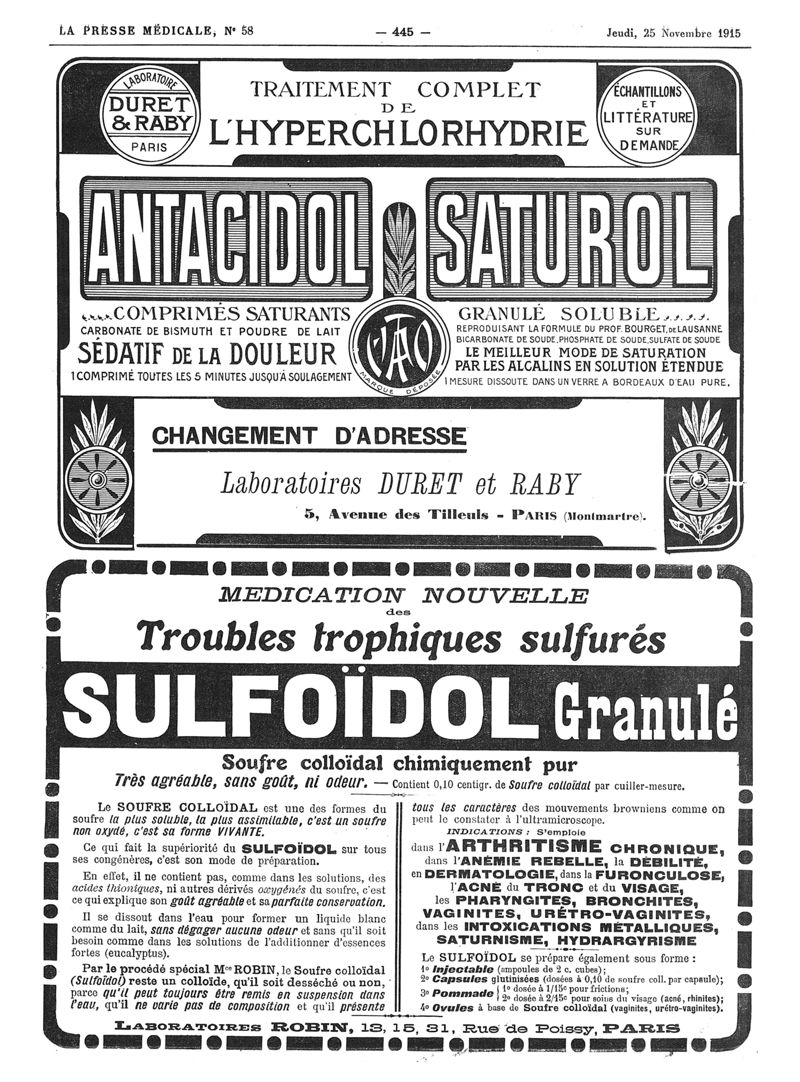 LA PRESSE MÉDICALE, N° 58
— 445 —
Jeudi, 25 Novembre 1915
LABORATOIRE
DURET
& RABY
PARIS
TRAITEMENT COMPLET
DE
L'HYPERCHLORHYDRIE
ÉCHANTILLONS
ET
LITTÉRATURE
SUR
DEMANDE
ANTACIDOL
COMPRIMÉS SATURANTS
CARBONATE DE BISMUTH ET POUDRE DE LAIT
SÉDATIF DE LA DOULEUR
1 COMPRIMÉ TOUTES LES 5 MINUTES JUSQU'À SOULAGEMENT
MARQUE DÉPOSÉE
SATUROL
GRANULÉ SOLUBLE
REPRODUISANT LA FORMULE DU PROF. BOURGET, de LAUSANNE
BICARBONATE DE SOUDE, PHOSPHATE DE SOUDE, SULFATE DE SOUDE
LE MEILLEUR MODE DE SATURATION
PAR LES ALCALINS EN SOLUTION ÉTENDUE
1 MESURE DISSOUTE DANS UN VERRE A BORDEAUX D'EAU PURE.
CHANGEMENT D'ADRESSE
Laboratoires DURET et RABY
5, Avenue des Tilleuls - PARIS (Montmartre).
MEDICATION NOUVELLE
des
Troubles trophiques sulfurés
SULFOÏDOL Granulé
Soufre colloïdal chimiquement pur
Très agréable, sans goût, ni odeur. — Contient 0,10 centigr. de Soufre colloïdal par cuiller-mesure.
Le SOUFRE COLLOÏDAL est une des formes du
soufre la plus soluble, la plus assimilable, c'est un soufre
non oxydé, c'est sa forme VIVANTE.
Ce qui fait la supériorité du SULFOÏDOL sur tous
ses congénères, c'est son mode de préparation.
En effet, il ne contient pas, comme dans les solutions, des
acides thioniques, ni autres dérivés oxygénés du soufre, c'est
ce qui explique son goût agréable et sa parfaite conservation.
Il se dissout dans l'eau pour former un liquide blanc
comme du lait, sans dégager aucune odeur et sans qu'il soit
besoin comme dans les solutions de l'additionner d'essences
fortes (eucalyptus).
Par le procédé spécial Mce ROBIN, le Soufre colloïdal
(Sulfoïdol) reste un colloïde, qu'il soit desséché ou non,
parce qu'il peut toujours être remis en suspension dans
l'eau, qu'il ne varie pas de composition et qu'il présente
tous les caractères des mouvements browniens comme on
peut le constater à l'ultramicroscope.
INDICATIONS : S'emploie
dans l'ARTHRITISME CHRONIQUE,
dans l'ANÉMIE REBELLE, la DÉBILITÉ,
en DERMATOLOGIE, dans la FURONCULOSE,
l'ACNÉ du TRONC et du VISAGE,
les PHARYNGITES, BRONCHITES,
VAGINITES, URÉTRO-VAGINITES,
dans les INTOXICATIONS MÉTALLIQUES,
SATURNISME, HYDRARGYRISME
Le SULFOÏDOL se prépare également sous forme :
1° Injectable (ampoules de 2 c. cubes) ;
2° Capsules glutinisées (dosées à 0,10 de soufre coll. par capsule) ;
3° Pommade { 1° dosée à 1/15e pour frictions ;
2° dosée à 2/15e pour soins du visage (acné, rhinites) ;
4° Ovules à base de Soufre colloïdal (vaginites, urétro-vaginites).
LABORATOIRES ROBIN, 13, 15, 31, Rue de Poissy, PARIS